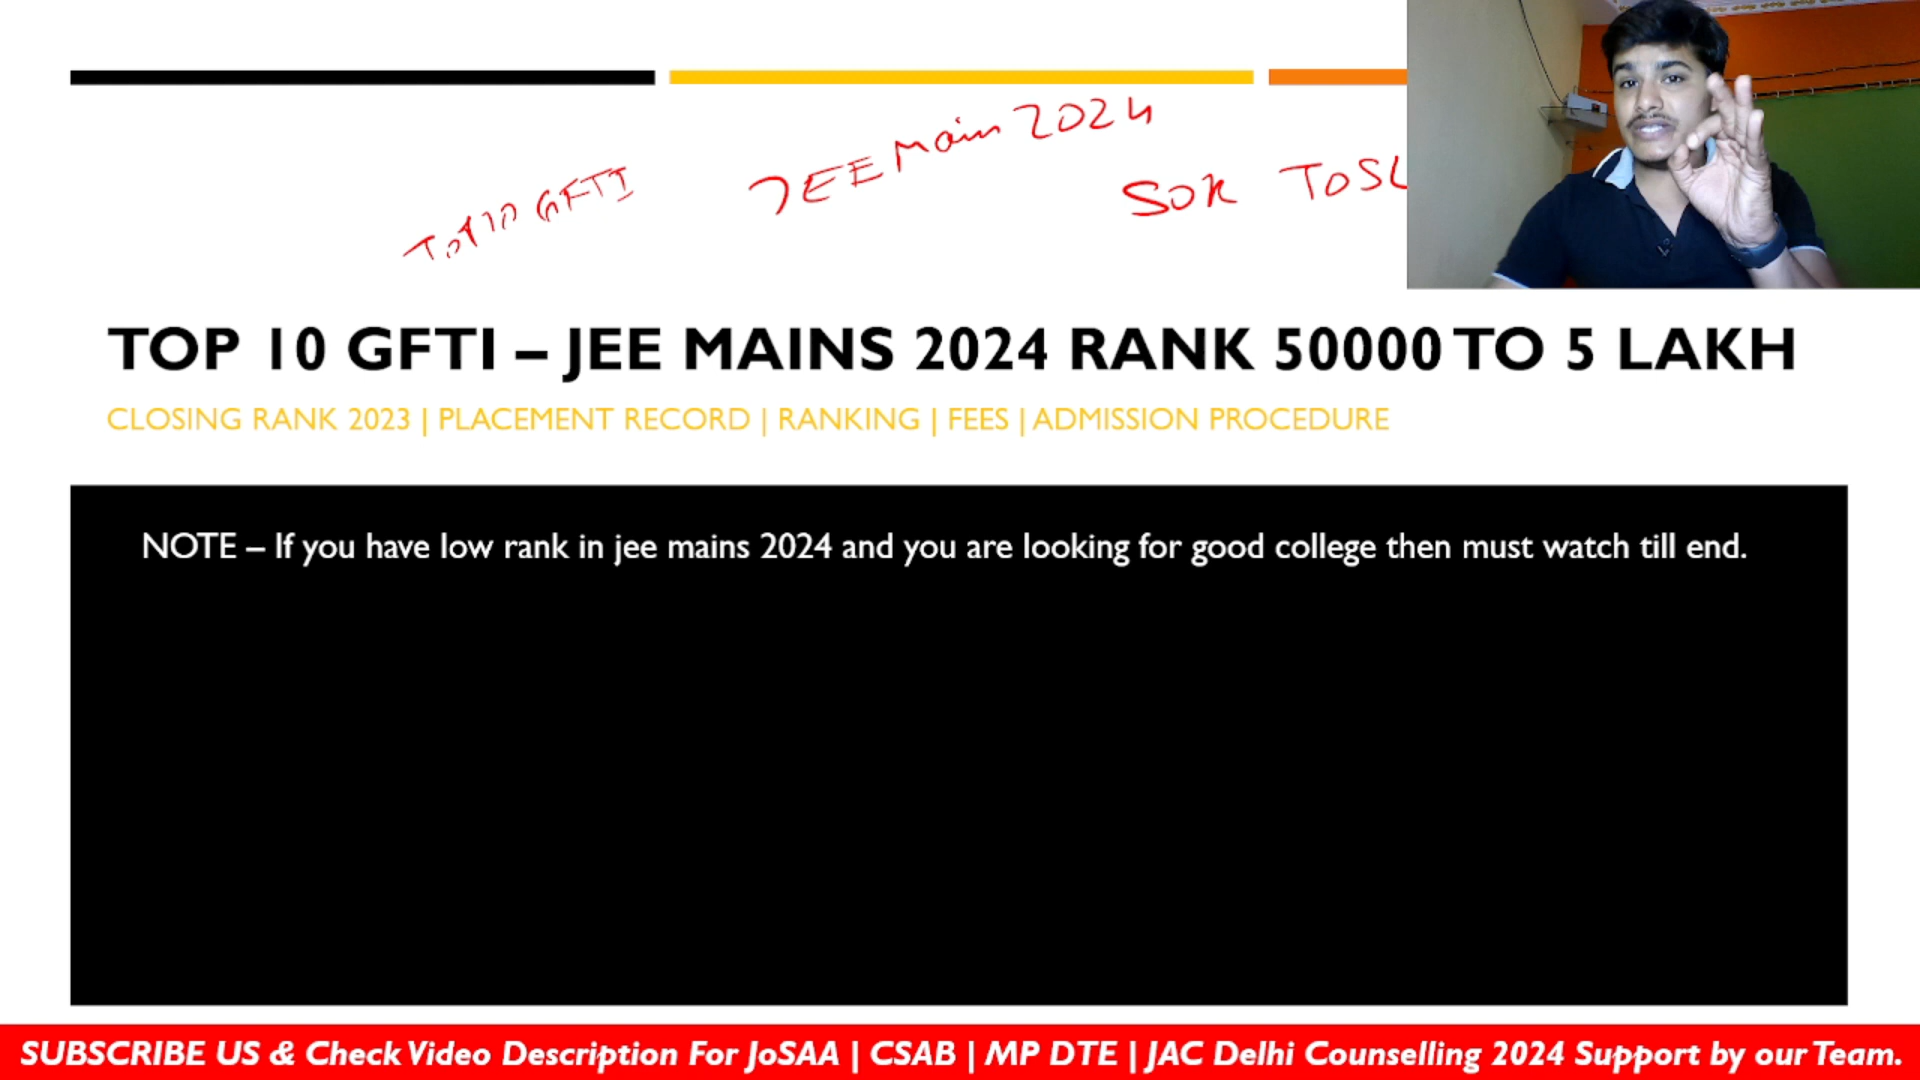 TOP 10 GFTI
JEE Main 2024
50K TO 5L
TOP 10 GFTI – JEE MAINS 2024 RANK 50000 TO 5 LAKH
CLOSING RANK 2023 | PLACEMENT RECORD | RANKING | FEES | ADMISSION PROCEDURE
NOTE – If you have low rank in jee mains 2024 and you are looking for good college then must watch till end.
SUBSCRIBE US & Check Video Description For JoSAA | CSAB | MP DTE | JAC Delhi Counselling 2024 Support by our Team.